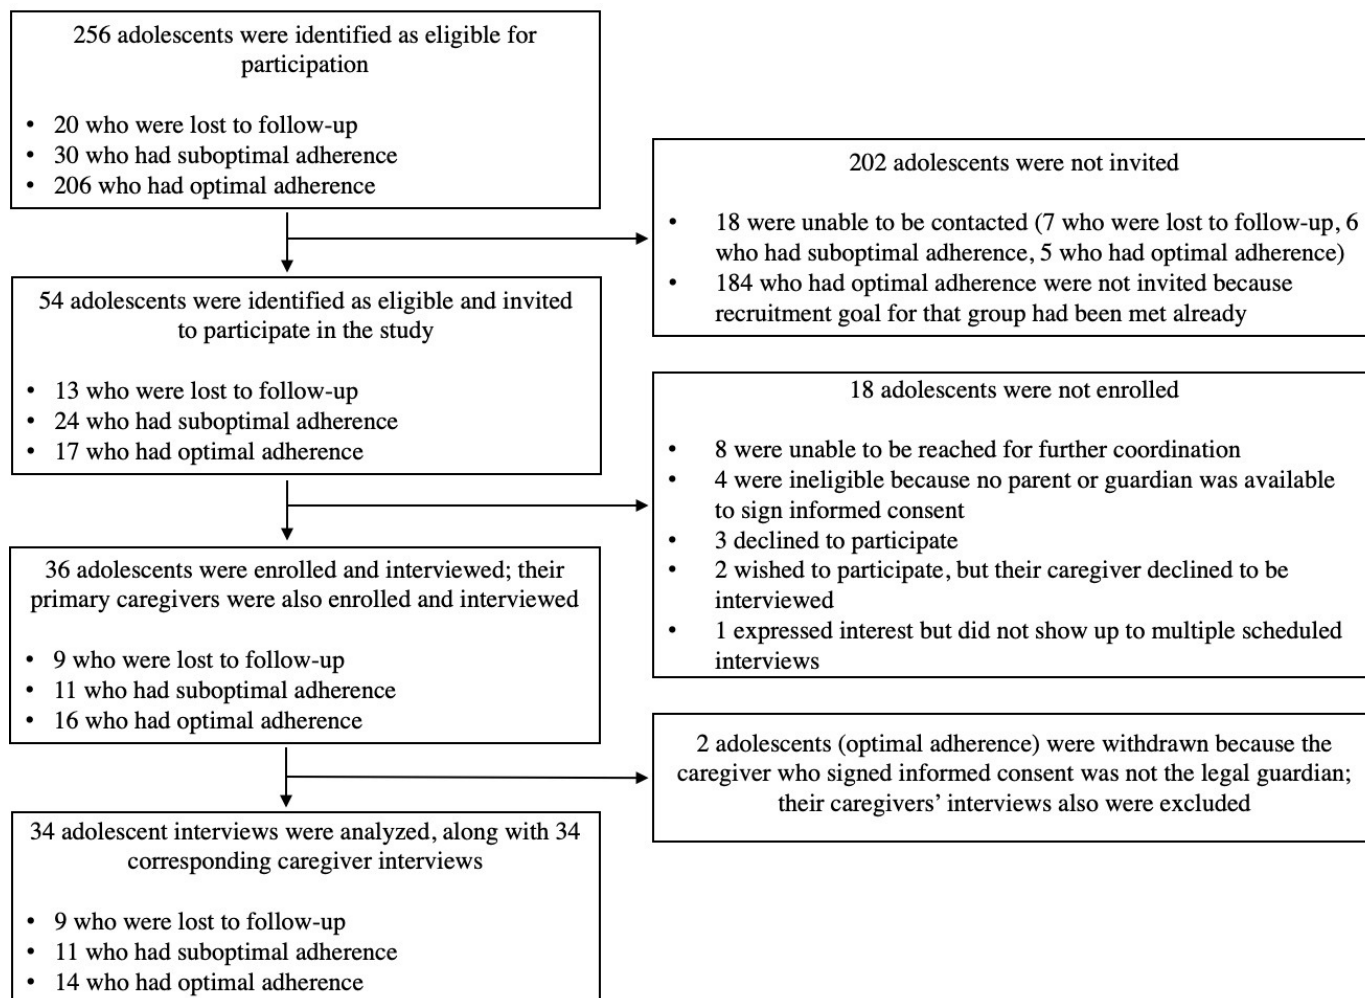 256 adolescents were identified as eligible for
participation
• 20 who were lost to follow-up
• 30 who had suboptimal adherence
• 206 who had optimal adherence
202 adolescents were not invited
• 18 were unable to be contacted (7 who were lost to follow-up, 6
who had suboptimal adherence, 5 who had optimal adherence)
• 184 who had optimal adherence were not invited because
recruitment goal for that group had been met already
54 adolescents were identified as eligible and invited
to participate in the study
• 13 who were lost to follow-up
• 24 who had suboptimal adherence
• 17 who had optimal adherence
18 adolescents were not enrolled
• 8 were unable to be reached for further coordination
• 4 were ineligible because no parent or guardian was available
to sign informed consent
• 3 declined to participate
• 2 wished to participate, but their caregiver declined to be
interviewed
• 1 expressed interest but did not show up to multiple scheduled
interviews
36 adolescents were enrolled and interviewed; their
primary caregivers were also enrolled and interviewed
• 9 who were lost to follow-up
• 11 who had suboptimal adherence
• 16 who had optimal adherence
2 adolescents (optimal adherence) were withdrawn because the
caregiver who signed informed consent was not the legal guardian;
their caregivers’ interviews also were excluded
34 adolescent interviews were analyzed, along with 34
corresponding caregiver interviews
• 9 who were lost to follow-up
• 11 who had suboptimal adherence
• 14 who had optimal adherence